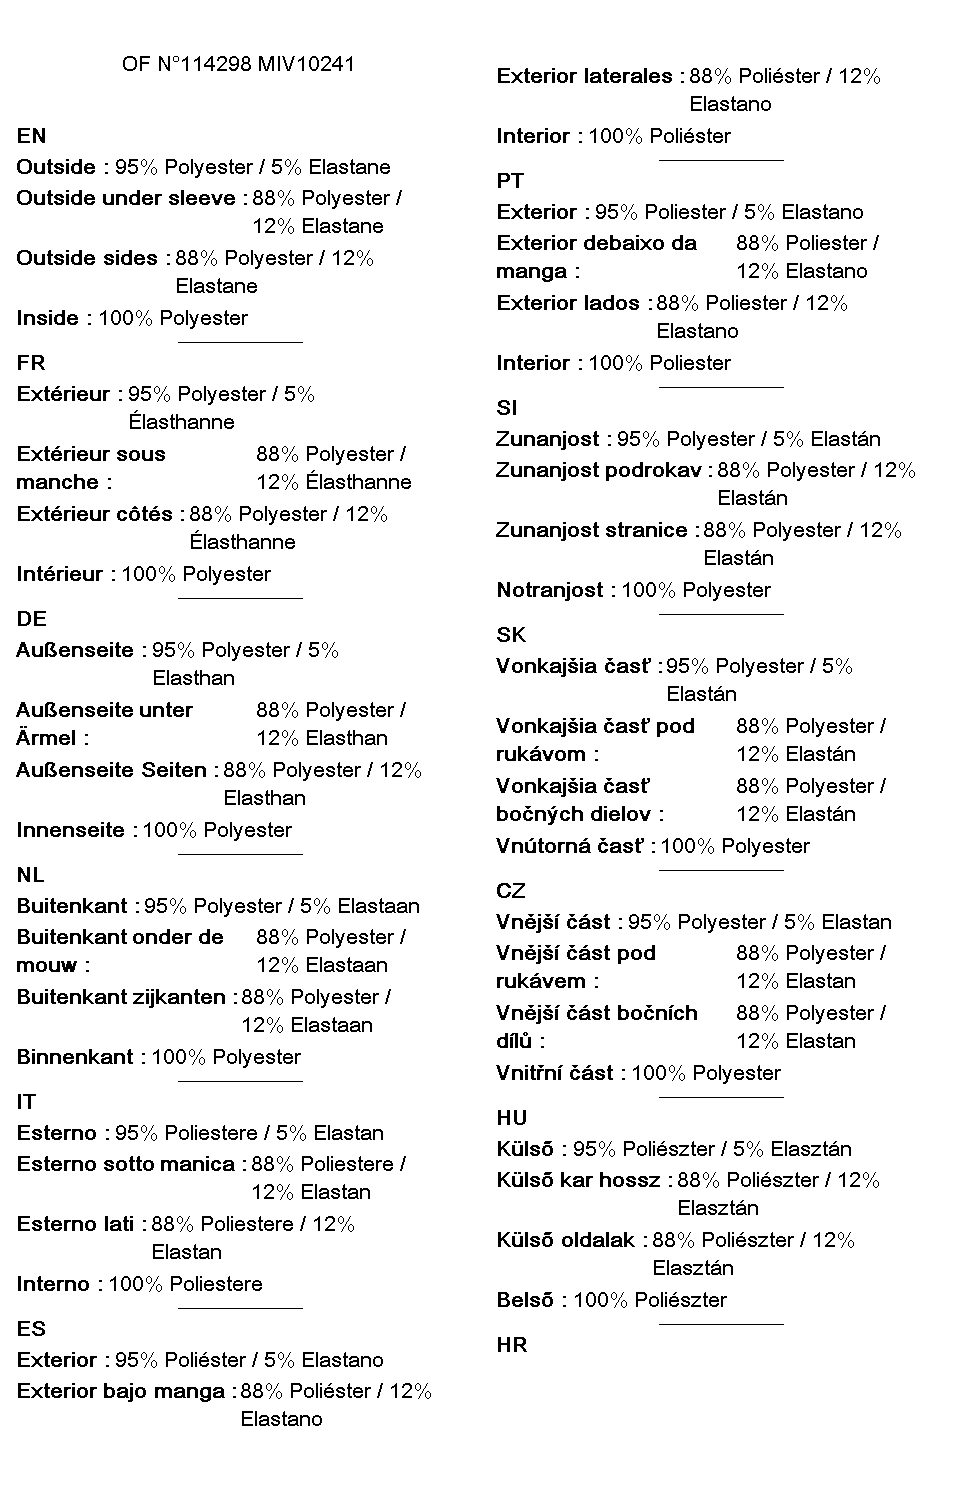 OF N°114298 MIV10241
EN
Outside : 95% Polyester / 5% Elastane
Outside under sleeve : 88% Polyester /
12% Elastane
Outside sides : 88% Polyester / 12%
Elastane
Inside : 100% Polyester
FR
Extérieur : 95% Polyester / 5%
Élasthanne
Extérieur sous 88% Polyester /
manche : 12% Élasthanne
Extérieur côtés : 88% Polyester / 12%
Élasthanne
Intérieur : 100% Polyester
DE
Außenseite : 95% Polyester / 5%
Elasthan
Außenseite unter 88% Polyester /
Ärmel : 12% Elasthan
Außenseite Seiten : 88% Polyester / 12%
Elasthan
Innenseite : 100% Polyester
NL
Buitenkant : 95% Polyester / 5% Elastaan
Buitenkant onder de 88% Polyester /
mouw : 12% Elastaan
Buitenkant zijkanten : 88% Polyester /
12% Elastaan
Binnenkant : 100% Polyester
IT
Esterno : 95% Poliestere / 5% Elastan
Esterno sotto manica : 88% Poliestere /
12% Elastan
Esterno lati : 88% Poliestere / 12%
Elastan
Interno : 100% Poliestere
ES
Exterior : 95% Poliéster / 5% Elastano
Exterior bajo manga : 88% Poliéster / 12%
Elastano
Exterior laterales : 88% Poliéster / 12%
Elastano
Interior : 100% Poliéster
PT
Exterior : 95% Poliester / 5% Elastano
Exterior debaixo da 88% Poliester /
manga : 12% Elastano
Exterior lados : 88% Poliester / 12%
Elastano
Interior : 100% Poliester
SI
Zunanjost : 95% Polyester / 5% Elastán
Zunanjost podrokav : 88% Polyester / 12%
Elastán
Zunanjost stranice : 88% Polyester / 12%
Elastán
Notranjost : 100% Polyester
SK
Vonkajšia časť : 95% Polyester / 5%
Elastán
Vonkajšia časť pod 88% Polyester /
rukávom : 12% Elastán
Vonkajšia časť 88% Polyester /
bočných dielov : 12% Elastán
Vnútorná časť : 100% Polyester
CZ
Vnější část : 95% Polyester / 5% Elastan
Vnější část pod 88% Polyester /
rukávem : 12% Elastan
Vnější část bočních 88% Polyester /
dílů : 12% Elastan
Vnitřní část : 100% Polyester
HU
Külső : 95% Poliészter / 5% Elasztán
Külső kar hossz : 88% Poliészter / 12%
Elasztán
Külső oldalak : 88% Poliészter / 12%
Elasztán
Belső : 100% Poliészter
HR